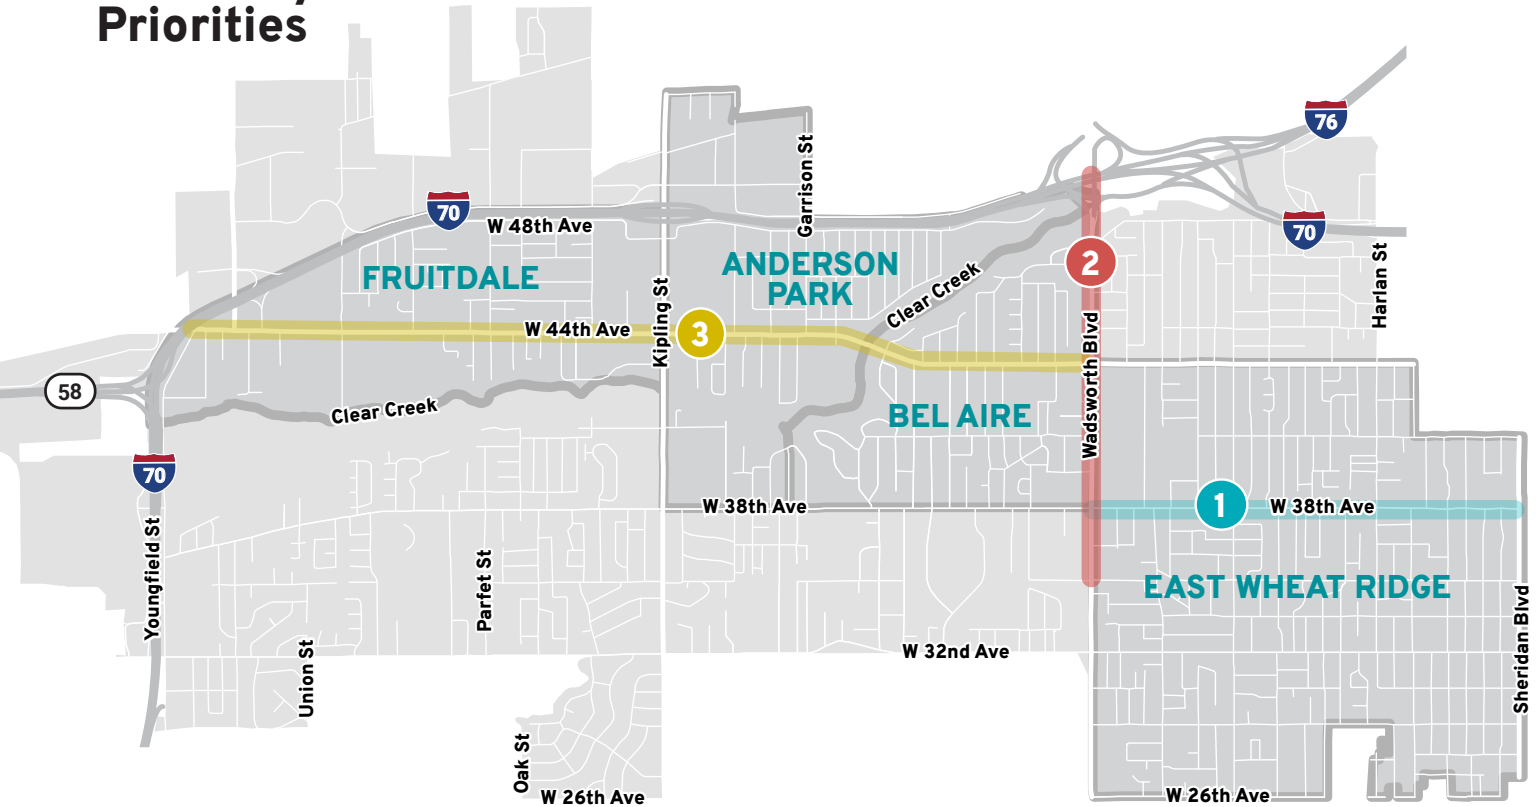 Priorities
76
Garrison St
70
W 48th Ave
70
2
ANDERSON
PARK
FRUITDALE
Clear Creek
Harlan St
Kipling St
W 44th Ave
3
Wadsworth Blvd
58
Clear Creek
BEL AIRE
70
W 38th Ave
1
W 38th Ave
Youngfield St
Parfet St
EAST WHEAT RIDGE
Sheridan Blvd
W 32nd Ave
Union St
Oak St
W 26th Ave
W 26th Ave